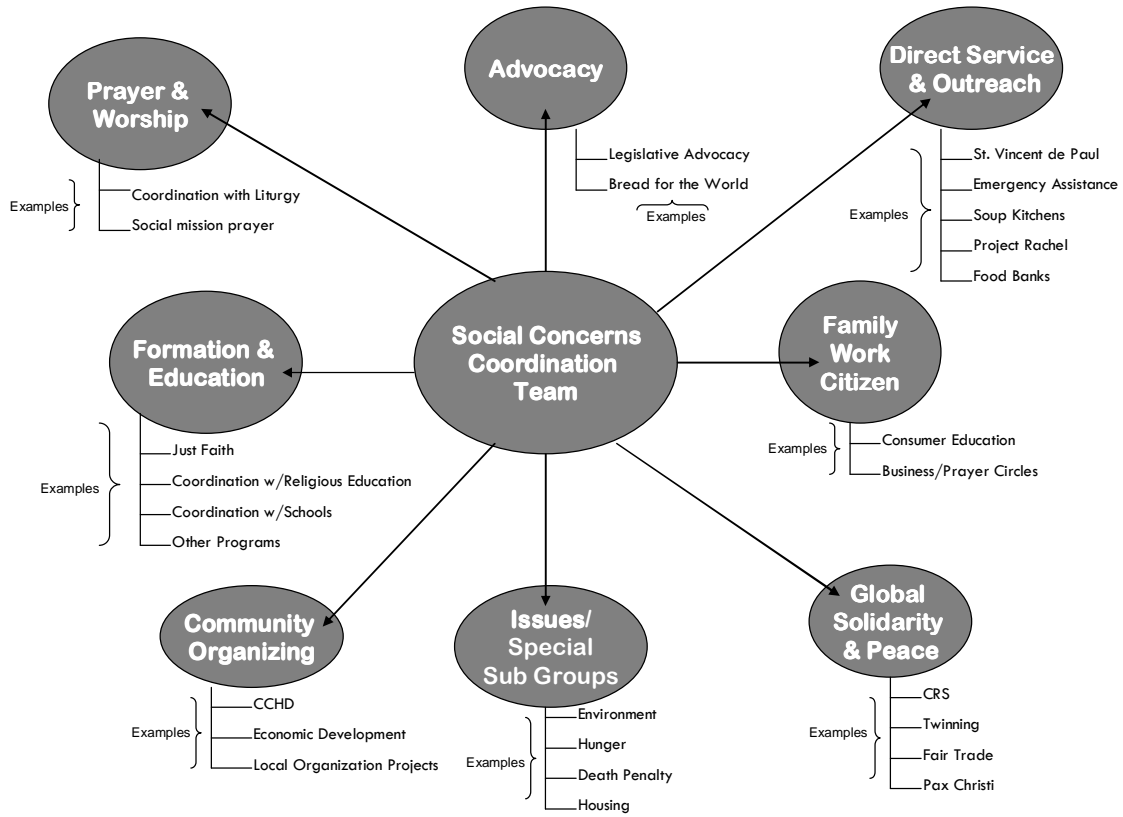 Prayer &
Worship
Examples
Coordination with Liturgy
Social mission prayer
Advocacy
Legislative Advocacy
Bread for the World
Examples
Direct Service
& Outreach
Examples
St. Vincent de Paul
Emergency Assistance
Soup Kitchens
Project Rachel
Food Banks
Social Concerns
Coordination
Team
Formation &
Education
Examples
Just Faith
Coordination w/Religious Education
Coordination w/Schools
Other Programs
Family
Work
Citizen
Examples
Consumer Education
Business/Prayer Circles
Community
Organizing
Examples
CCHD
Economic Development
Local Organization Projects
Issues/
Special
Sub Groups
Examples
Environment
Hunger
Death Penalty
Housing
Global
Solidarity
& Peace
Examples
CRS
Twinning
Fair Trade
Pax Christi